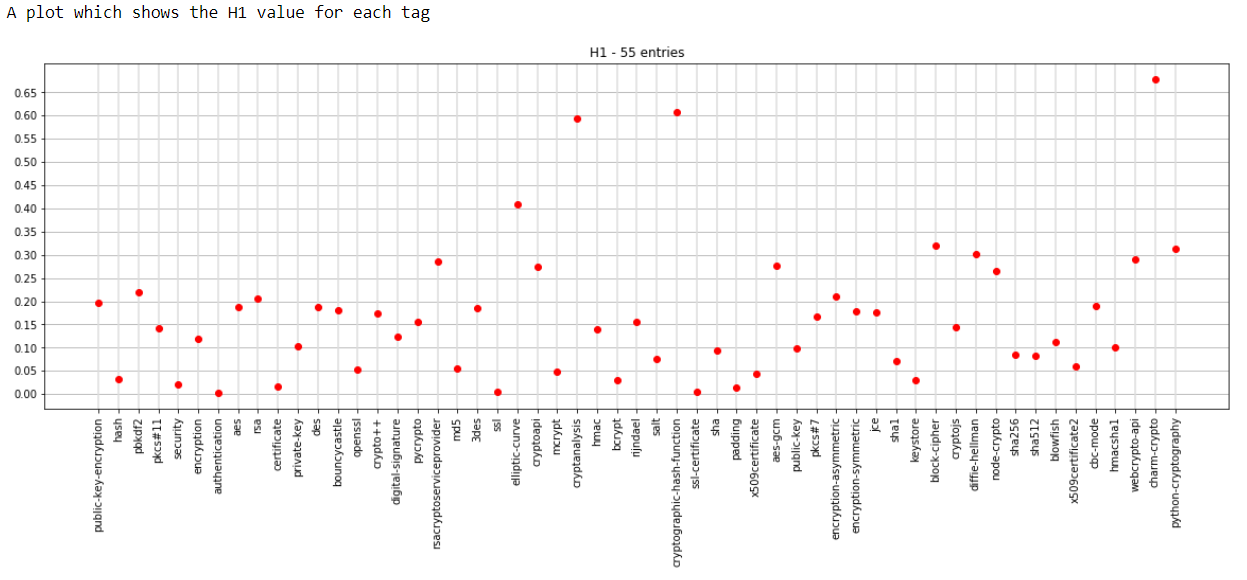 A plot which shows the H1 value for each tag
H1 - 55 entries
0.65
0.60
0.55
0.50
0.45
0.40
0.35
0.30
0.25
0.20
0.15
0.10
0.05
0.00
public-key-encryption
hash
pbkdf2
pkcs#11
security
encryption
authentication
aes
rsa
certificate
private-key
des
bouncycastle
openssl
crypto++
digital-signature
pycrypto
rsacryptoserviceprovider
md5
3des
ssl
elliptic-curve
cryptoapi
mcrypt
cryptanalysis
hmac
bcrypt
rijndael
salt
cryptographic-hash-function
ssl-certificate
sha
padding
x509certificate
aes-gcm
public-key
pkcs#7
encryption-asymmetric
encryption-symmetric
jce
sha1
keystore
block-cipher
cryptojs
diffie-hellman
node-crypto
sha256
sha512
blowfish
x509certificate2
cbc-mode
hmacsha1
webcrypto-api
charm-crypto
python-cryptography